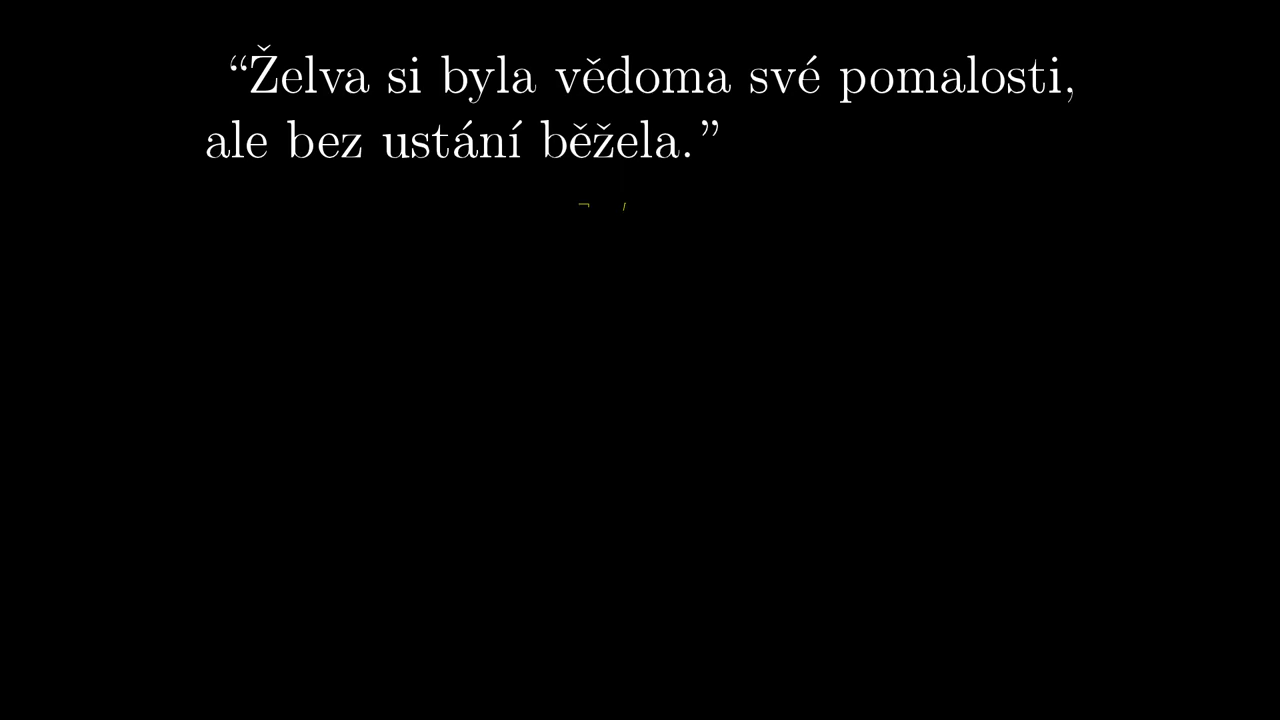 “Želva si byla vědoma své pomalosti,
ale bez ustání běžela.”